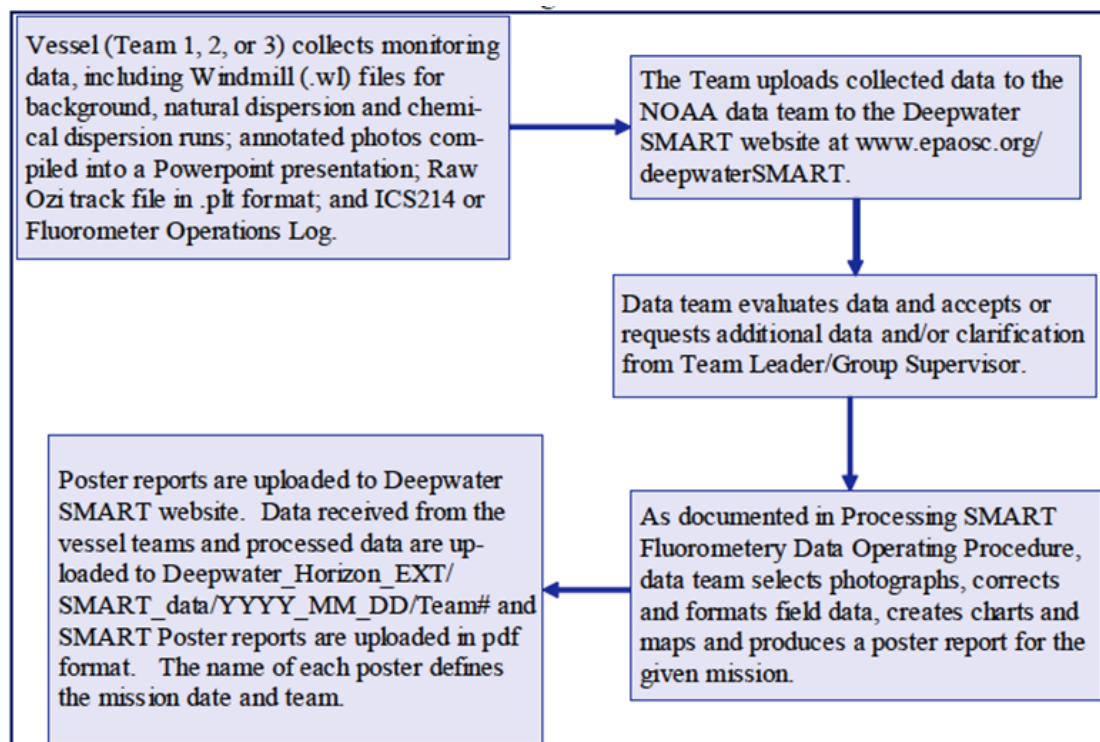 Vessel (Team 1, 2, or 3) collects monitoring
data, including Windmill (.wl) files for
background, natural dispersion and chemi-
cal dispersion runs; annotated photos com-
piled into a Powerpoint presentation; Raw
Ozi track file in .plt format; and ICS214 or
Fluorometer Operations Log.
The Team uploads collected data to the
NOAA data team to the Deepwater
SMART website at www.epaosc.org/
deepwaterSMART.
Data team evaluates data and accepts or
requests additional data and/or clarification
from Team Leader/Group Supervisor.
As documented in Processing SMART
Fluorometery Data Operating Procedure,
data team selects photographs, corrects
and formats field data, creates charts and
maps and produces a poster report for the
given mission.
Poster reports are uploaded to Deepwater
SMART website.  Data received from the
vessel teams and processed data are up-
loaded to Deepwater_Horizon_EXT/
SMART_data/YYYY_MM_DD/Team# and
SMART Poster reports are uploaded in pdf
format.   The name of each poster defines
the mission date and team.